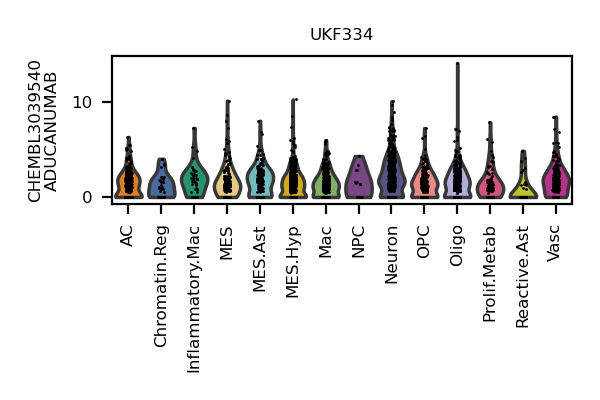 UKF334
CHEMBL3039540
ADUCANUMAB
10
0
AC
Chromatin.Reg
Inflammatory.Mac
MES
MES.Ast
MES.Hyp
Mac
NPC
Neuron
OPC
Oligo
Prolif.Metab
Reactive.Ast
Vasc